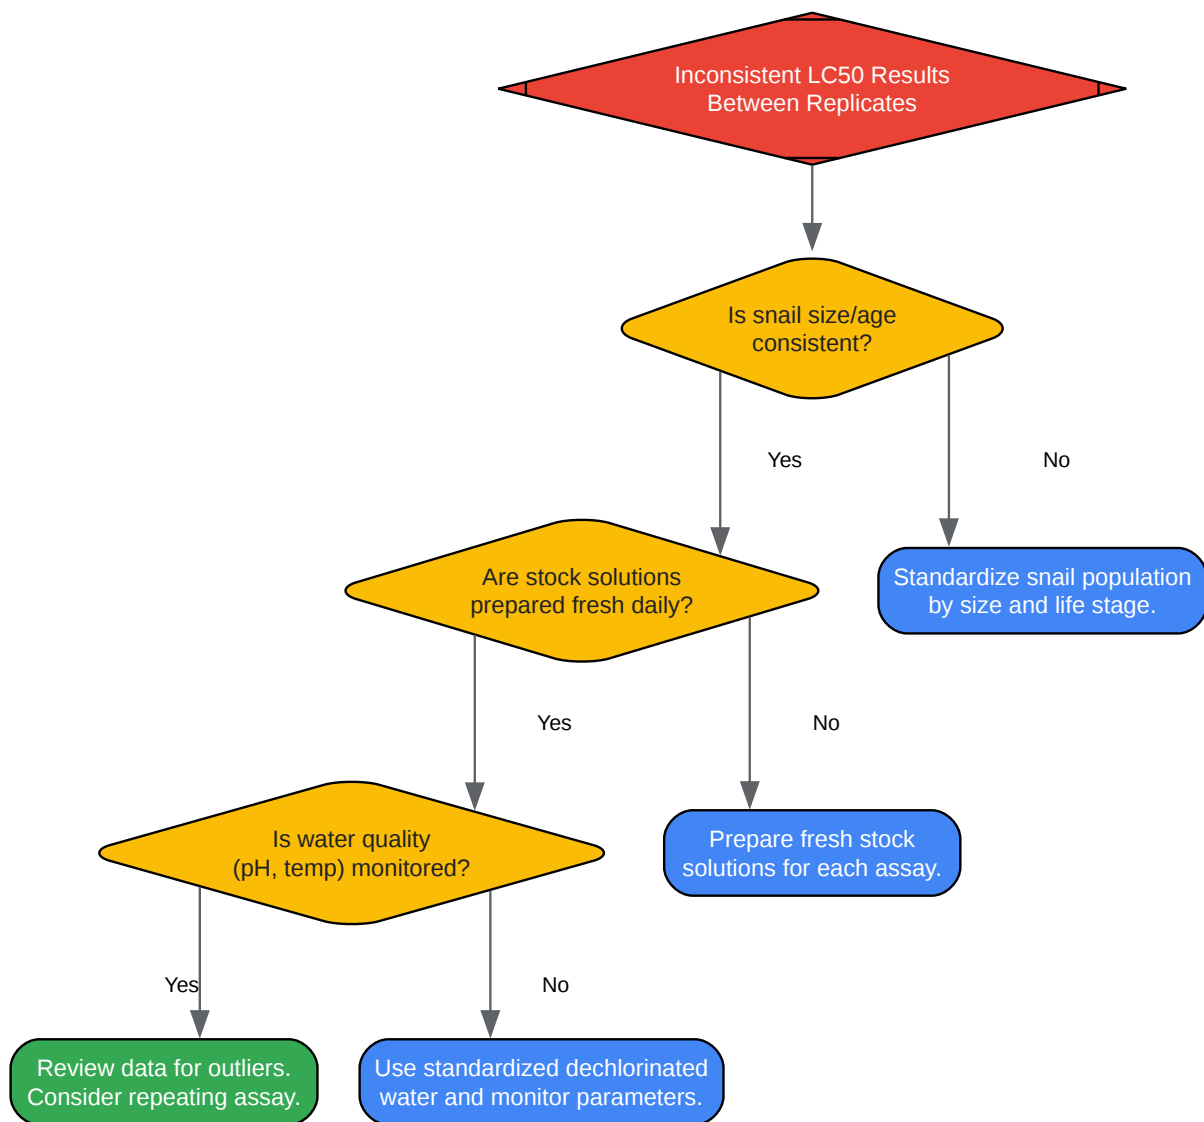 Inconsistent LC50 Results
Between Replicates
Is snail size/age
consistent?
Yes
No
Standardize snail population
by size and life stage.
Are stock solutions
prepared fresh daily?
Yes
No
Prepare fresh stock
solutions for each assay.
Is water quality
(pH, temp) monitored?
Yes
No
Review data for outliers.
Consider repeating assay.
Use standardized dechlorinated
water and monitor parameters.